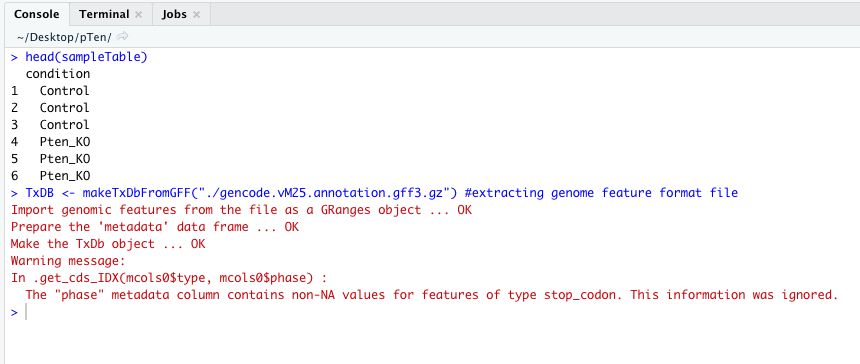 Console Terminal × Jobs ×
~/Desktop/pTen/
> head(sampleTable)
  condition
1   Control
2   Control
3   Control
4   Pten_KO
5   Pten_KO
6   Pten_KO
> TxDB <- makeTxDbFromGFF("./gencode.vM25.annotation.gff3.gz") #extracting genome feature format file
Import genomic features from the file as a GRanges object ... OK
Prepare the 'metadata' data frame ... OK
Make the TxDb object ... OK
Warning message:
In .get_cds_IDX(mcols0$type, mcols0$phase) :
  The "phase" metadata column contains non-NA values for features of type stop_codon. This information was ignored.
>